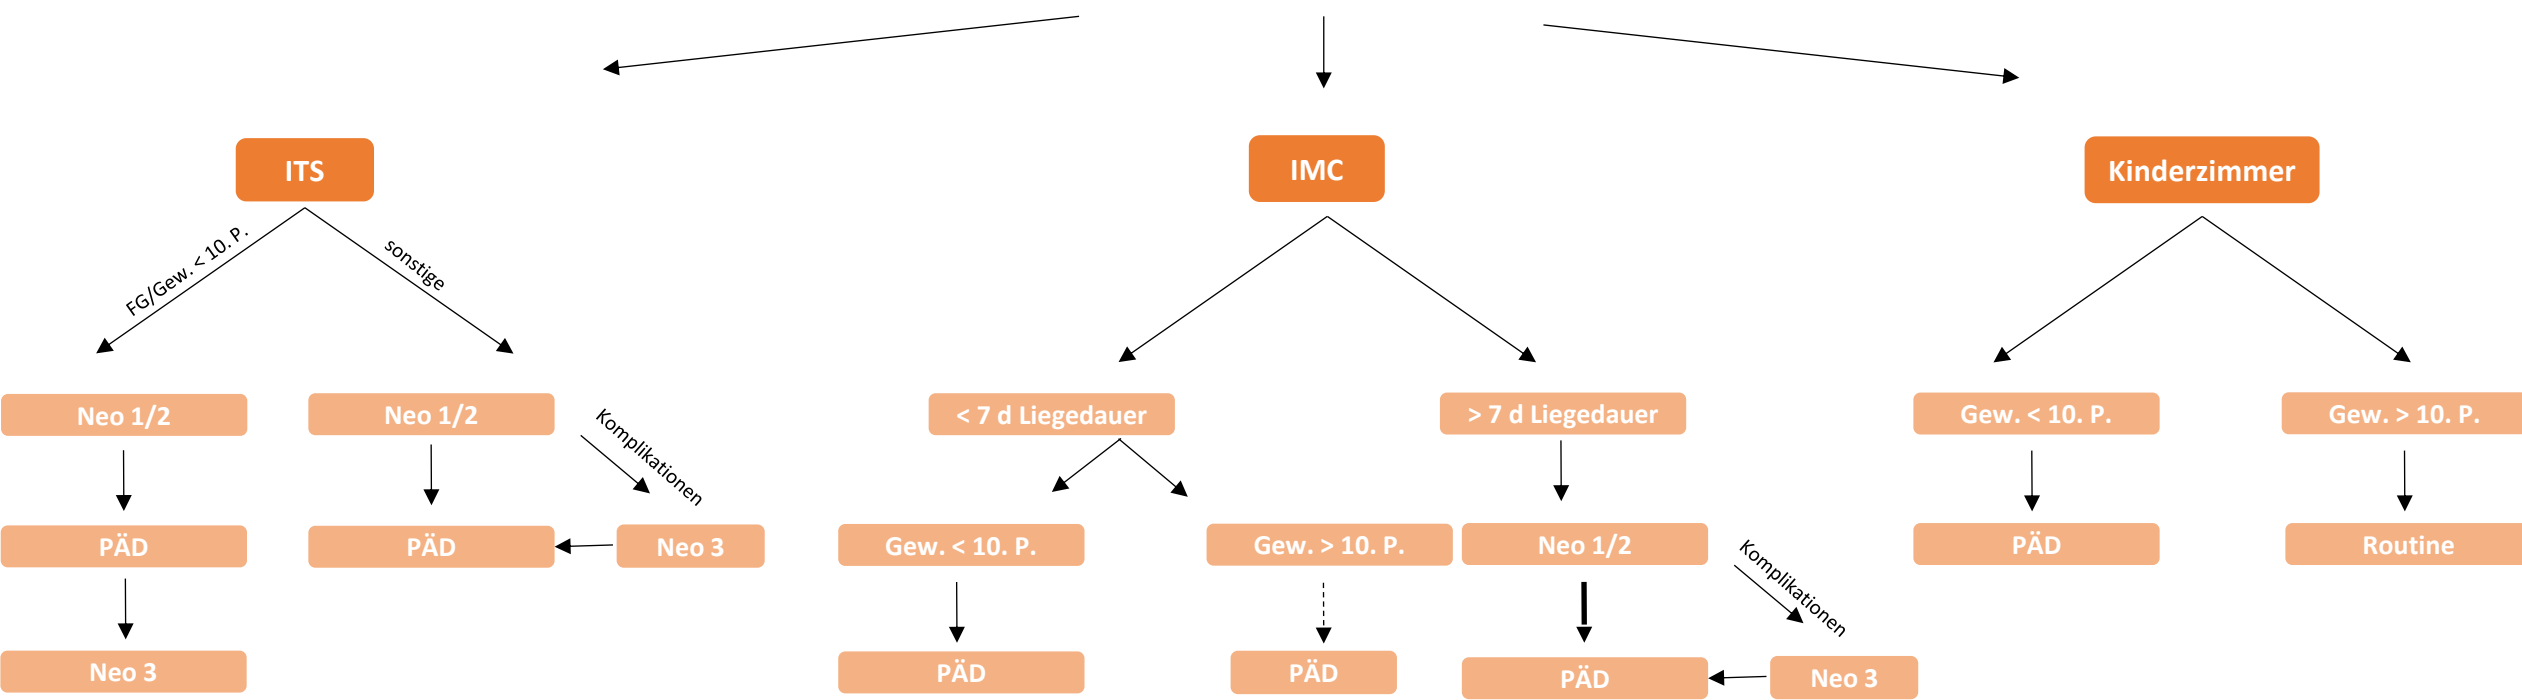 ITS
IMC
Kinderzimmer
FG/Gew. < 10. P.
sonstige
Neo 1/2
Neo 1/2
Komplikationen
< 7 d Liegedauer
> 7 d Liegedauer
Gew. < 10. P.
Gew. > 10. P.
PÄD
PÄD
Neo 3
Gew. < 10. P.
Gew. > 10. P.
Neo 1/2
Komplikationen
PÄD
Routine
Neo 3
PÄD
PÄD
PÄD
Neo 3